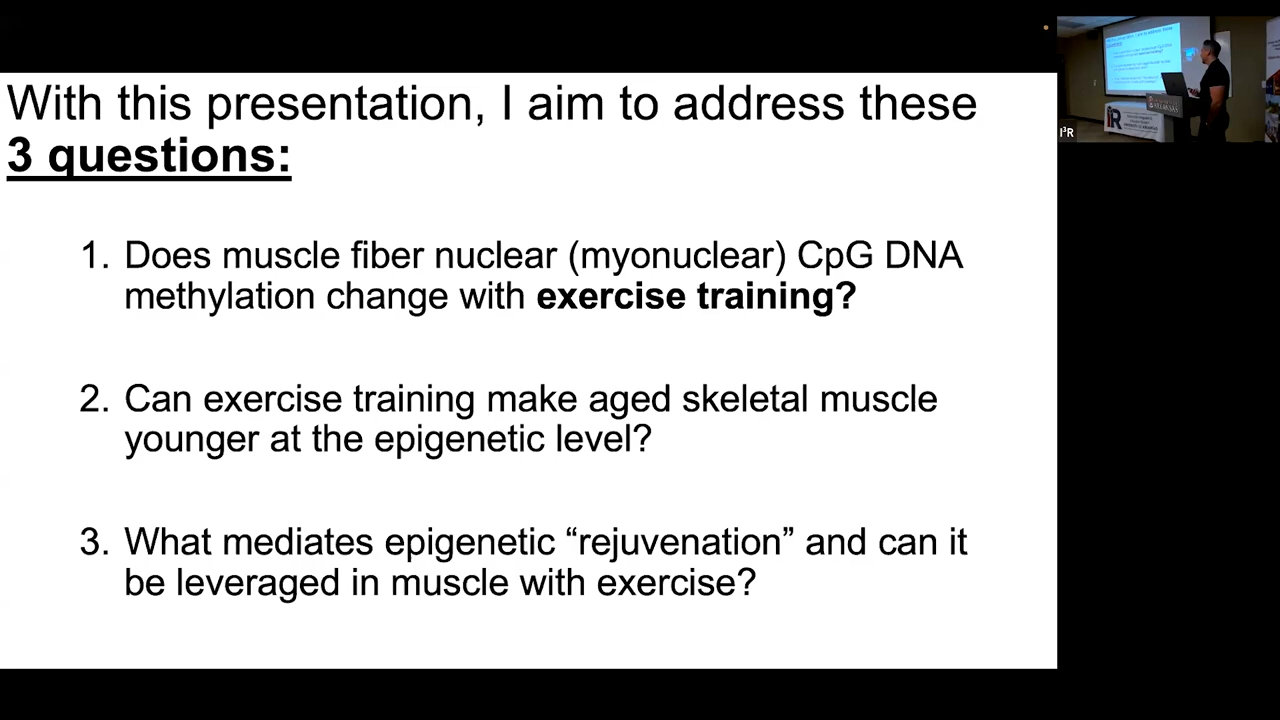 With this presentation, I aim to address these
3 questions:
1. Does muscle fiber nuclear (myonuclear) CpG DNA
methylation change with exercise training?
2. Can exercise training make aged skeletal muscle
younger at the epigenetic level?
3. What mediates epigenetic “rejuvenation” and can it
be leveraged in muscle with exercise?
I³R
ARKANSAS